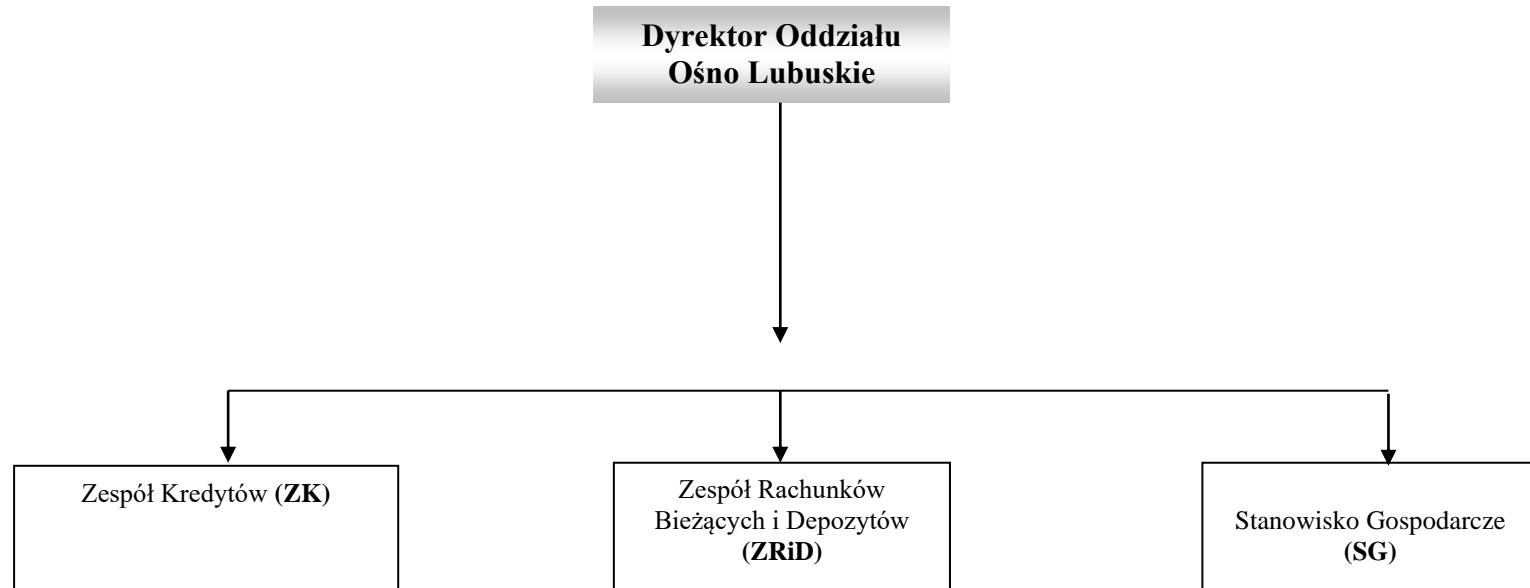 Dyrektor Oddziału
Ośno Lubuskie
Zespół Kredytów (ZK)
Zespół Rachunków
Bieżących i Depozytów
(ZRiD)
Stanowisko Gospodarcze
(SG)